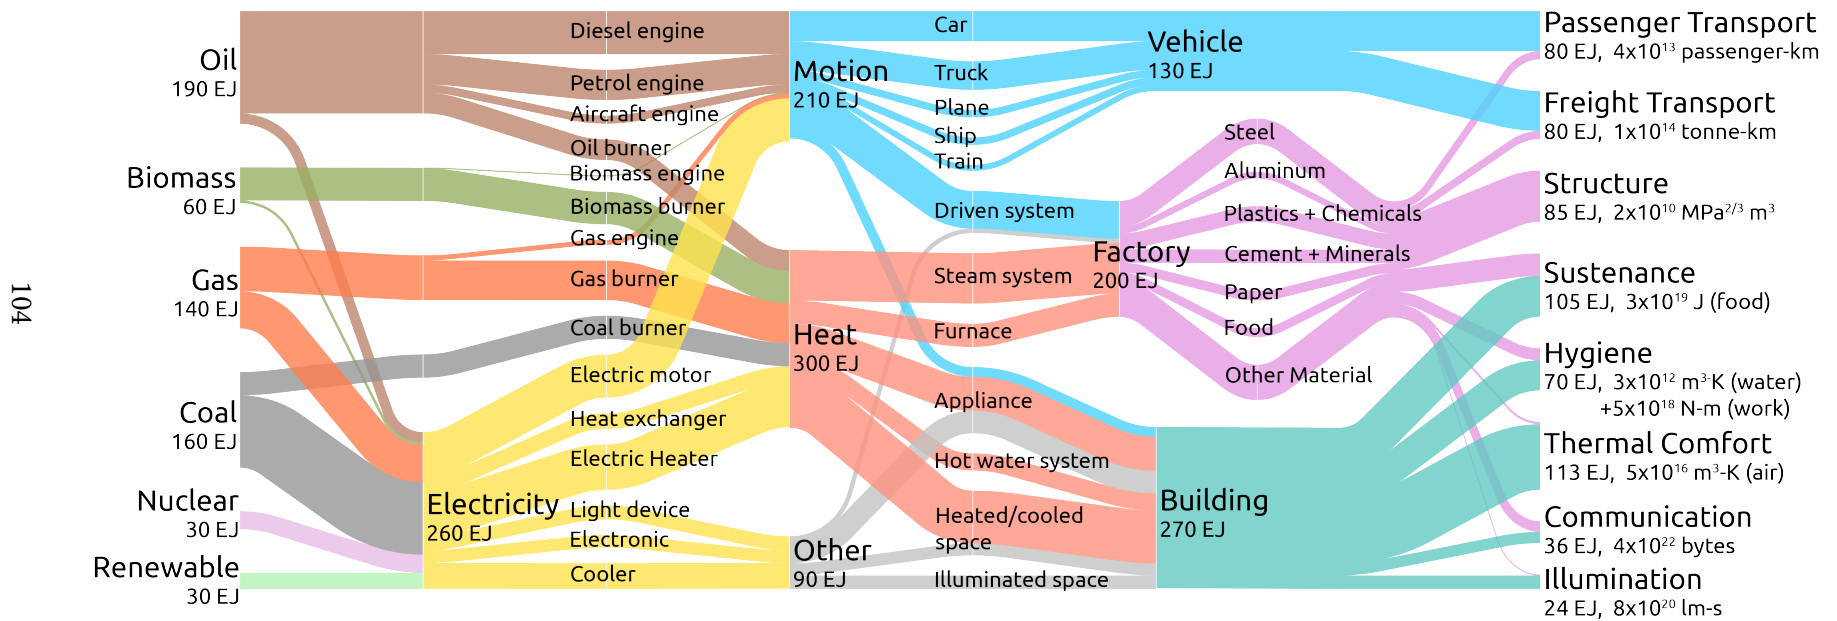 104
Oil
190 EJ
Biomass
60 EJ
Gas
140 EJ
Coal
160 EJ
Nuclear
30 EJ
Renewable
30 EJ
Diesel engine
Petrol engine
Aircraft engine
Oil burner
Biomass engine
Biomass burner
Gas engine
Gas burner
Coal burner
Electric motor
Heat exchanger
Electric Heater
Electricity
260 EJ
Light device
Electronic
Cooler
Motion
210 EJ
Heat
300 EJ
Other
90 EJ
Car
Truck
Plane
Ship
Train
Driven system
Steam system
Furnace
Appliance
Hot water system
Heated/cooled
space
Illuminated space
Vehicle
130 EJ
Factory
200 EJ
Building
270 EJ
Steel
Aluminum
Plastics + Chemicals
Cement + Minerals
Paper
Food
Other Material
Passenger Transport
80 EJ, 4x10¹³ passenger-km
Freight Transport
80 EJ, 1x10¹⁴ tonne-km
Structure
85 EJ, 2x10¹⁰ MPa²ᐟ³ m³
Sustenance
105 EJ, 3x10¹⁹ J (food)
Hygiene
70 EJ, 3x10¹² m³·K (water)
+5x10¹⁸ N-m (work)
Thermal Comfort
113 EJ, 5x10¹⁶ m³-K (air)
Communication
36 EJ, 4x10²² bytes
Illumination
24 EJ, 8x10²⁰ lm-s